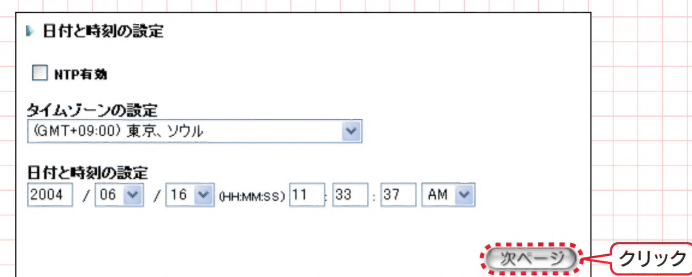 日付と時刻の設定
NTP有効
タイムゾーンの設定
(GMT+09:00) 東京、ソウル
日付と時刻の設定
2004 / 06 / 16 (HH:MM:SS) 11 : 33 : 37 AM
次ページ
クリック